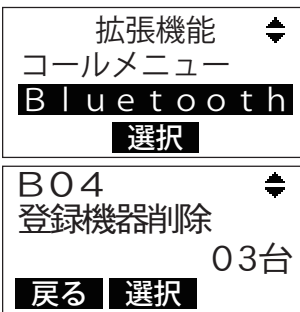 拡張機能
コールメニュー
Ｂｌｕｅｔｏｏｔｈ
選択
Ｂ０４
登録機器削除
０３台
戻る 選択